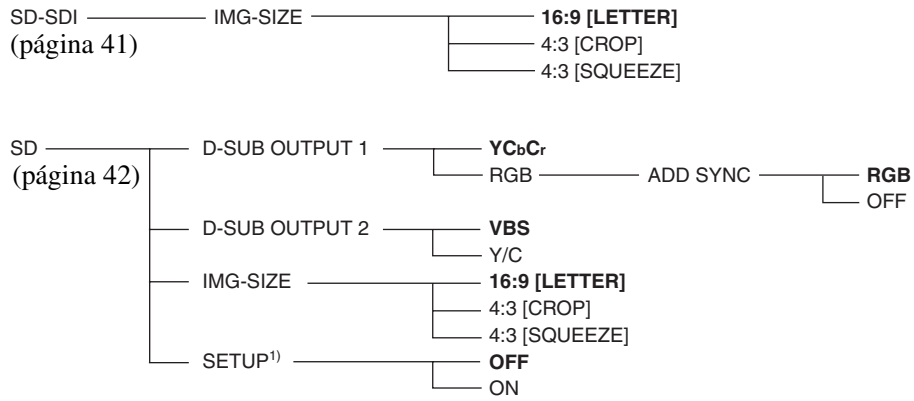 SD-SDI IMG-SIZE 16:9 [LETTER]
(página 41) 4:3 [CROP]
4:3 [SQUEEZE]
SD D-SUB OUTPUT 1 YCbCr
(página 42) RGB ADD SYNC RGB
OFF
D-SUB OUTPUT 2 VBS
Y/C
IMG-SIZE 16:9 [LETTER]
4:3 [CROP]
4:3 [SQUEEZE]
SETUP1) OFF
ON